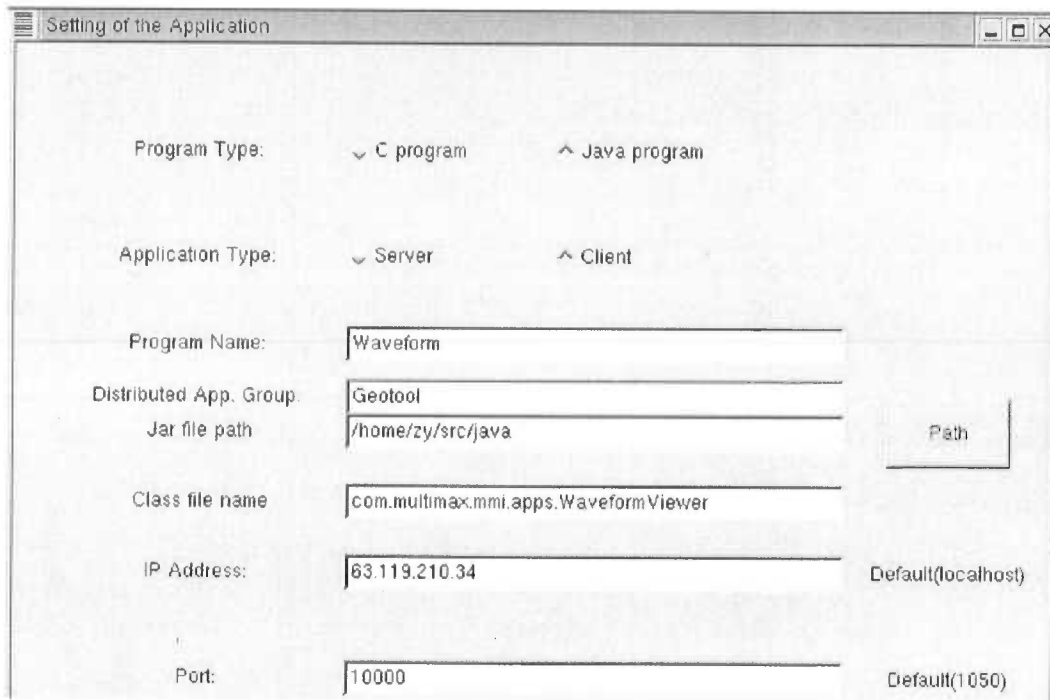 Setting of the Application
Program Type: C program Java program
Application Type: Server Client
Program Name: Waveform
Distributed App. Group: Geotool
Jar file path /home/zy/src/java Path
Class file name com.multimax.mmi.apps.WaveformViewer
IP Address: 63.119.210.34 Default(localhost)
Port: 10000 Default(1050)